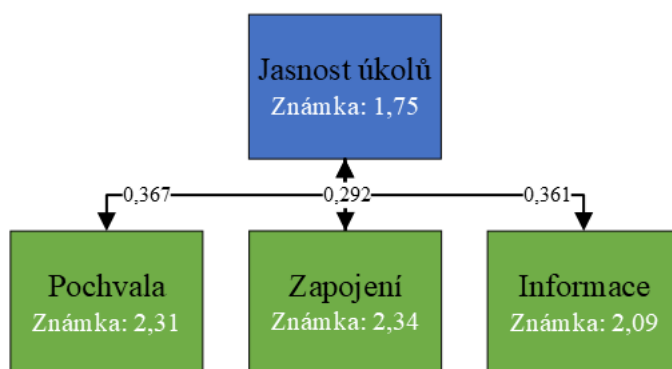 Jasnost úkolů
Známka: 1,75
0,367
0,292
0,361
Pochvala
Známka: 2,31
Zapojení
Známka: 2,34
Informace
Známka: 2,09